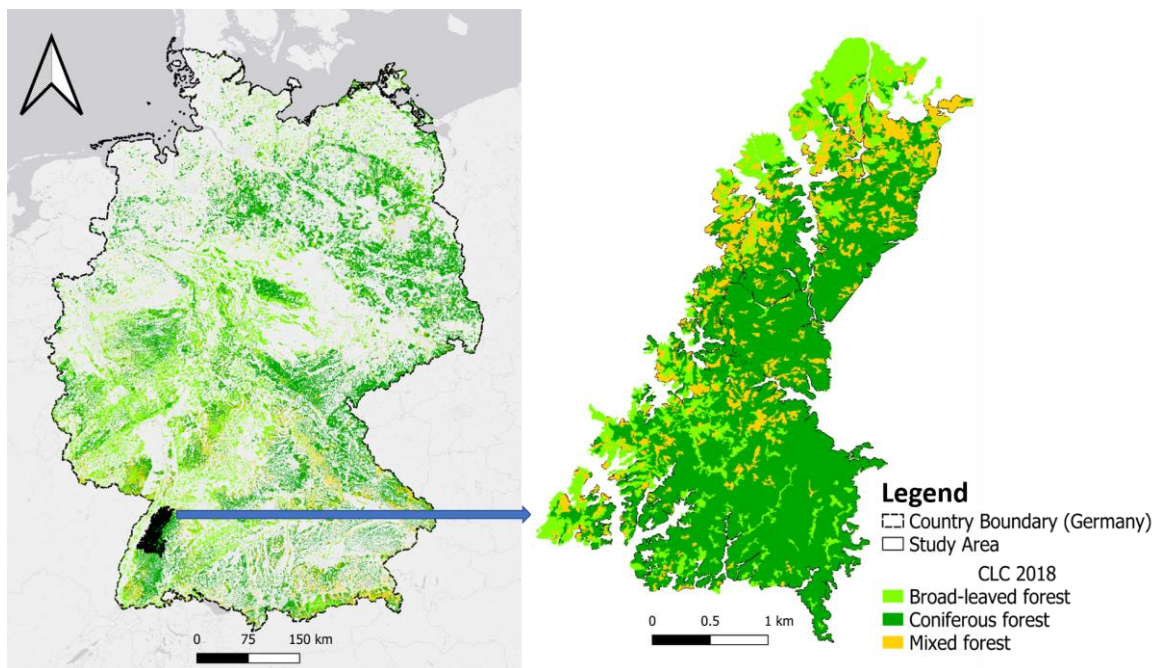 0 75 150 km
Legend
Country Boundary (Germany)
Study Area
CLC 2018
Broad-leaved forest
Coniferous forest
Mixed forest
0 0.5 1 km